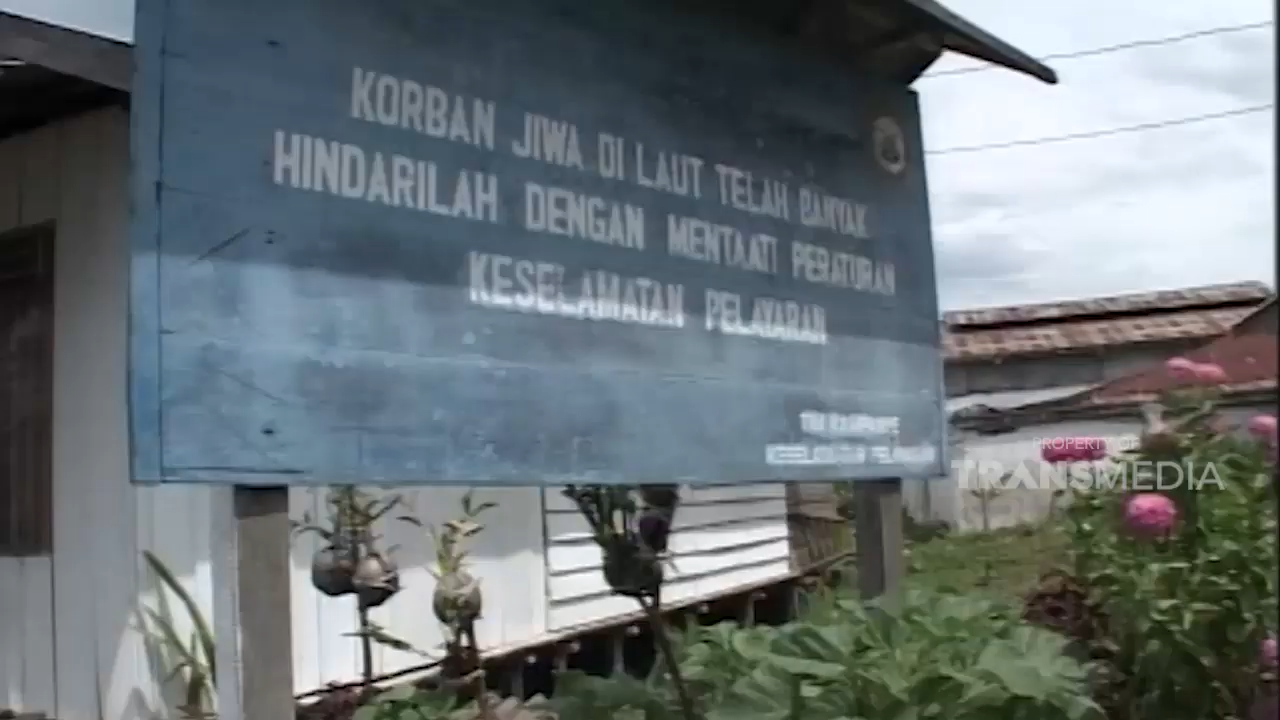 KORBAN JIWA DI LAUT TELAH BANYAK
HINDARILAH DENGAN MENTAATI PERATURAN
KESELAMATAN PELAYARAN
PROPERTY OF
TRANSMEDIA